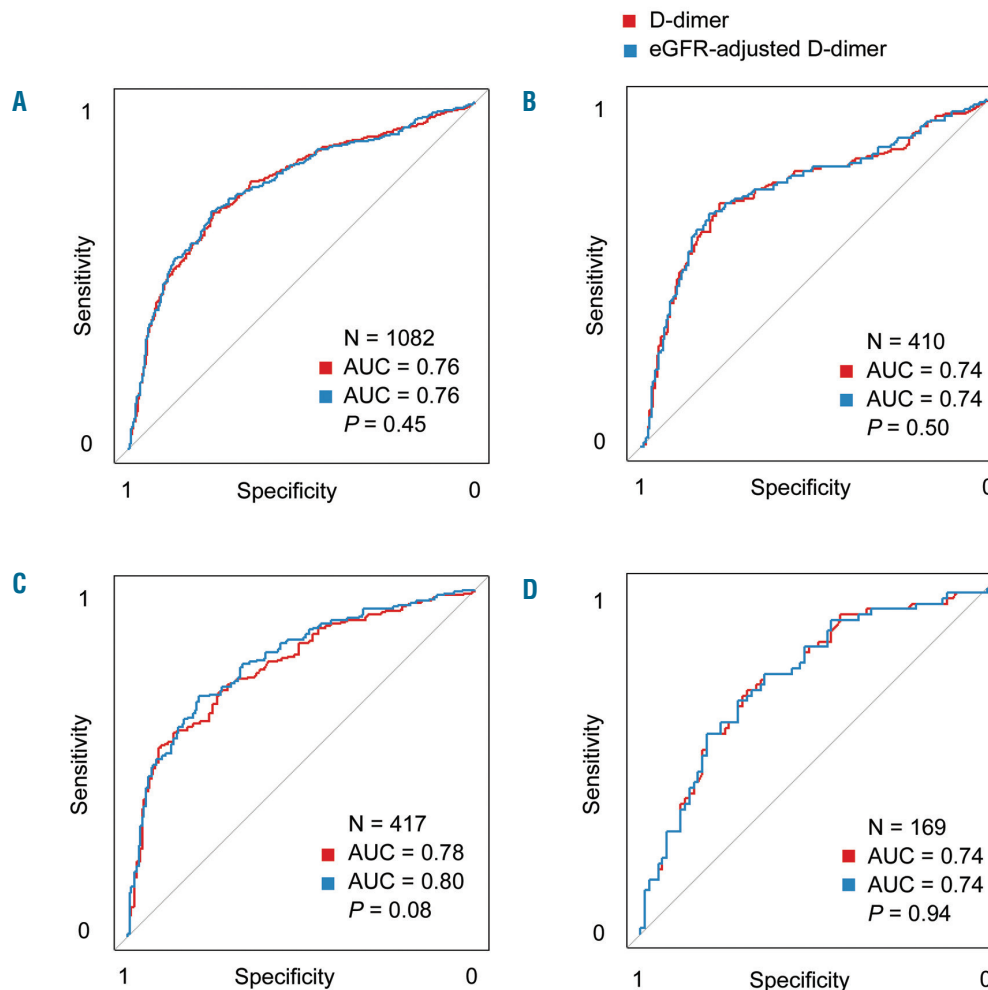 D-dimer
eGFR-adjusted D-dimer
A
1
Sensitivity
N = 1082
AUC = 0.76
AUC = 0.76
P = 0.45
0
1
Specificity
0
B
1
Sensitivity
N = 410
AUC = 0.74
AUC = 0.74
P = 0.50
0
1
Specificity
0
C
1
Sensitivity
N = 417
AUC = 0.78
AUC = 0.80
P = 0.08
0
1
Specificity
0
D
1
Sensitivity
N = 169
AUC = 0.74
AUC = 0.74
P = 0.94
0
1
Specificity
0